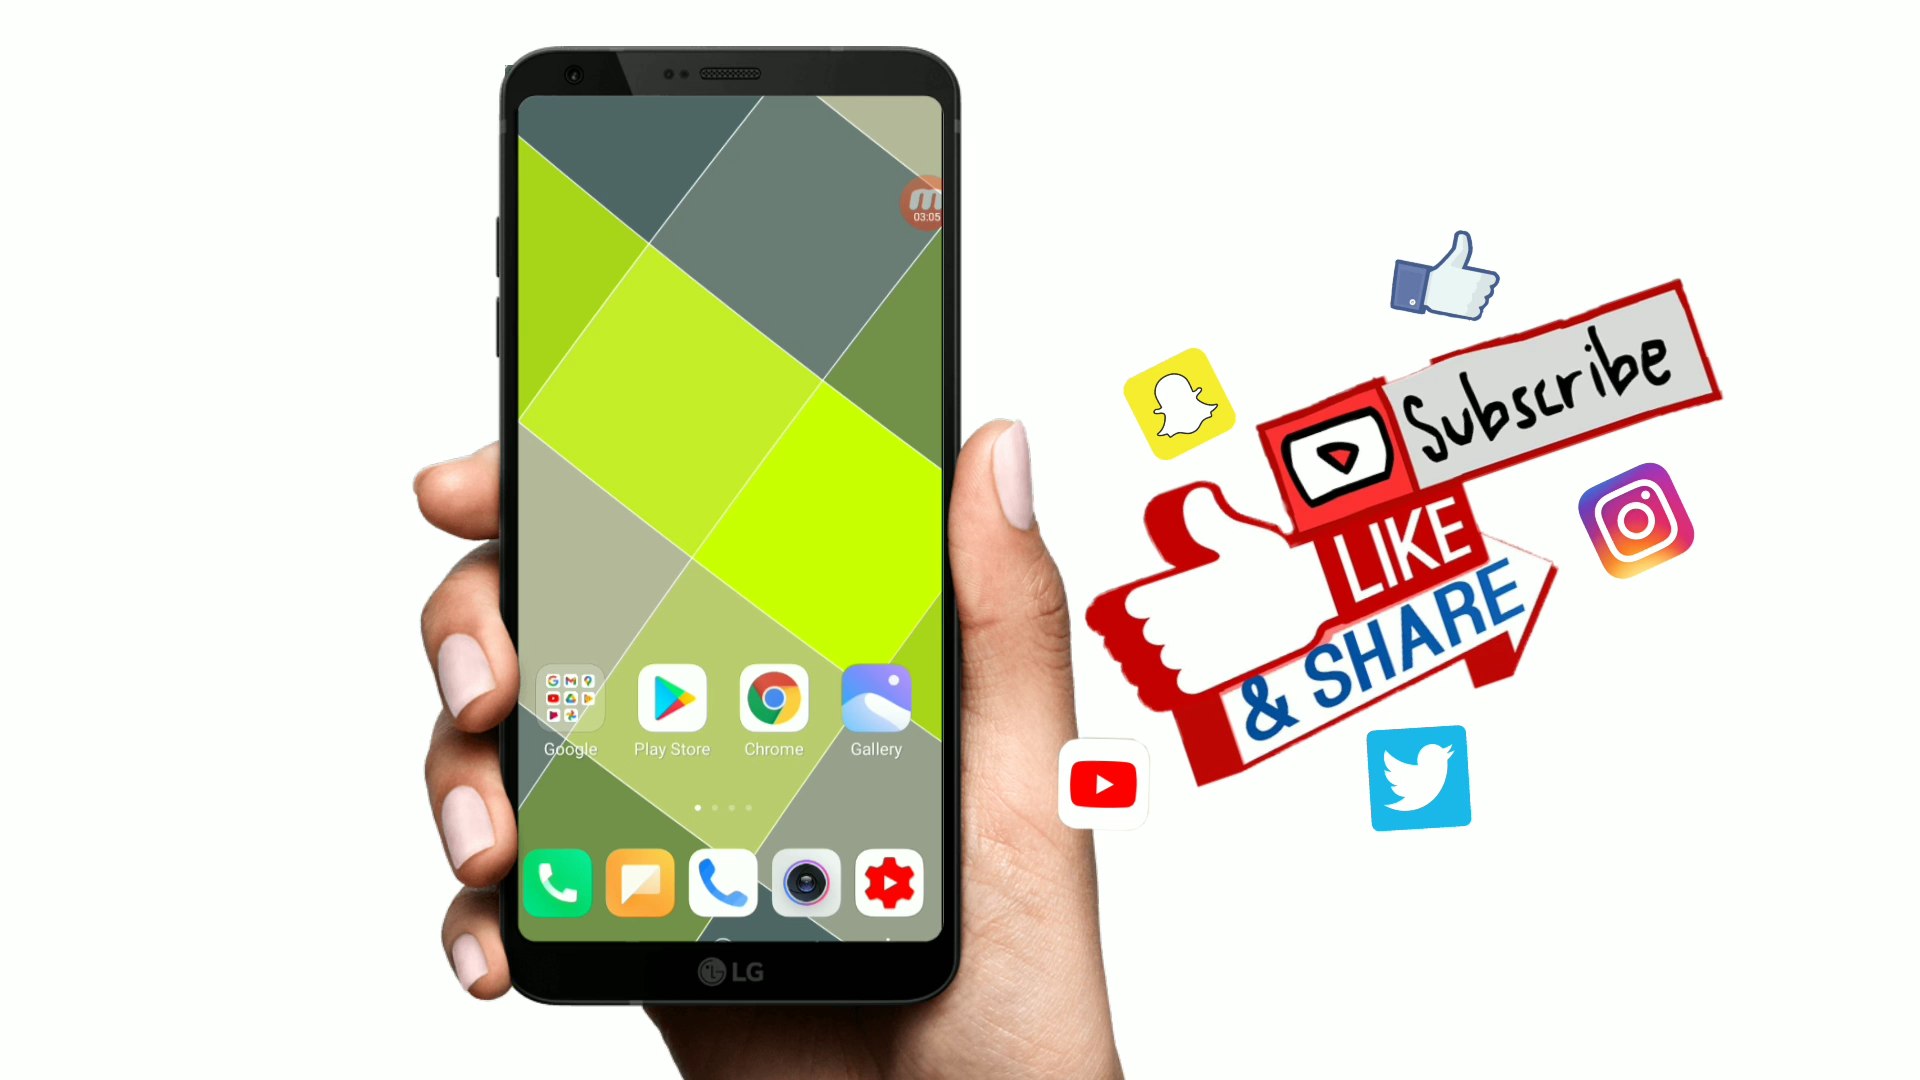 m
03:05
Google
Play Store
Chrome
Gallery
LG
Subscribe
LIKE
& SHARE